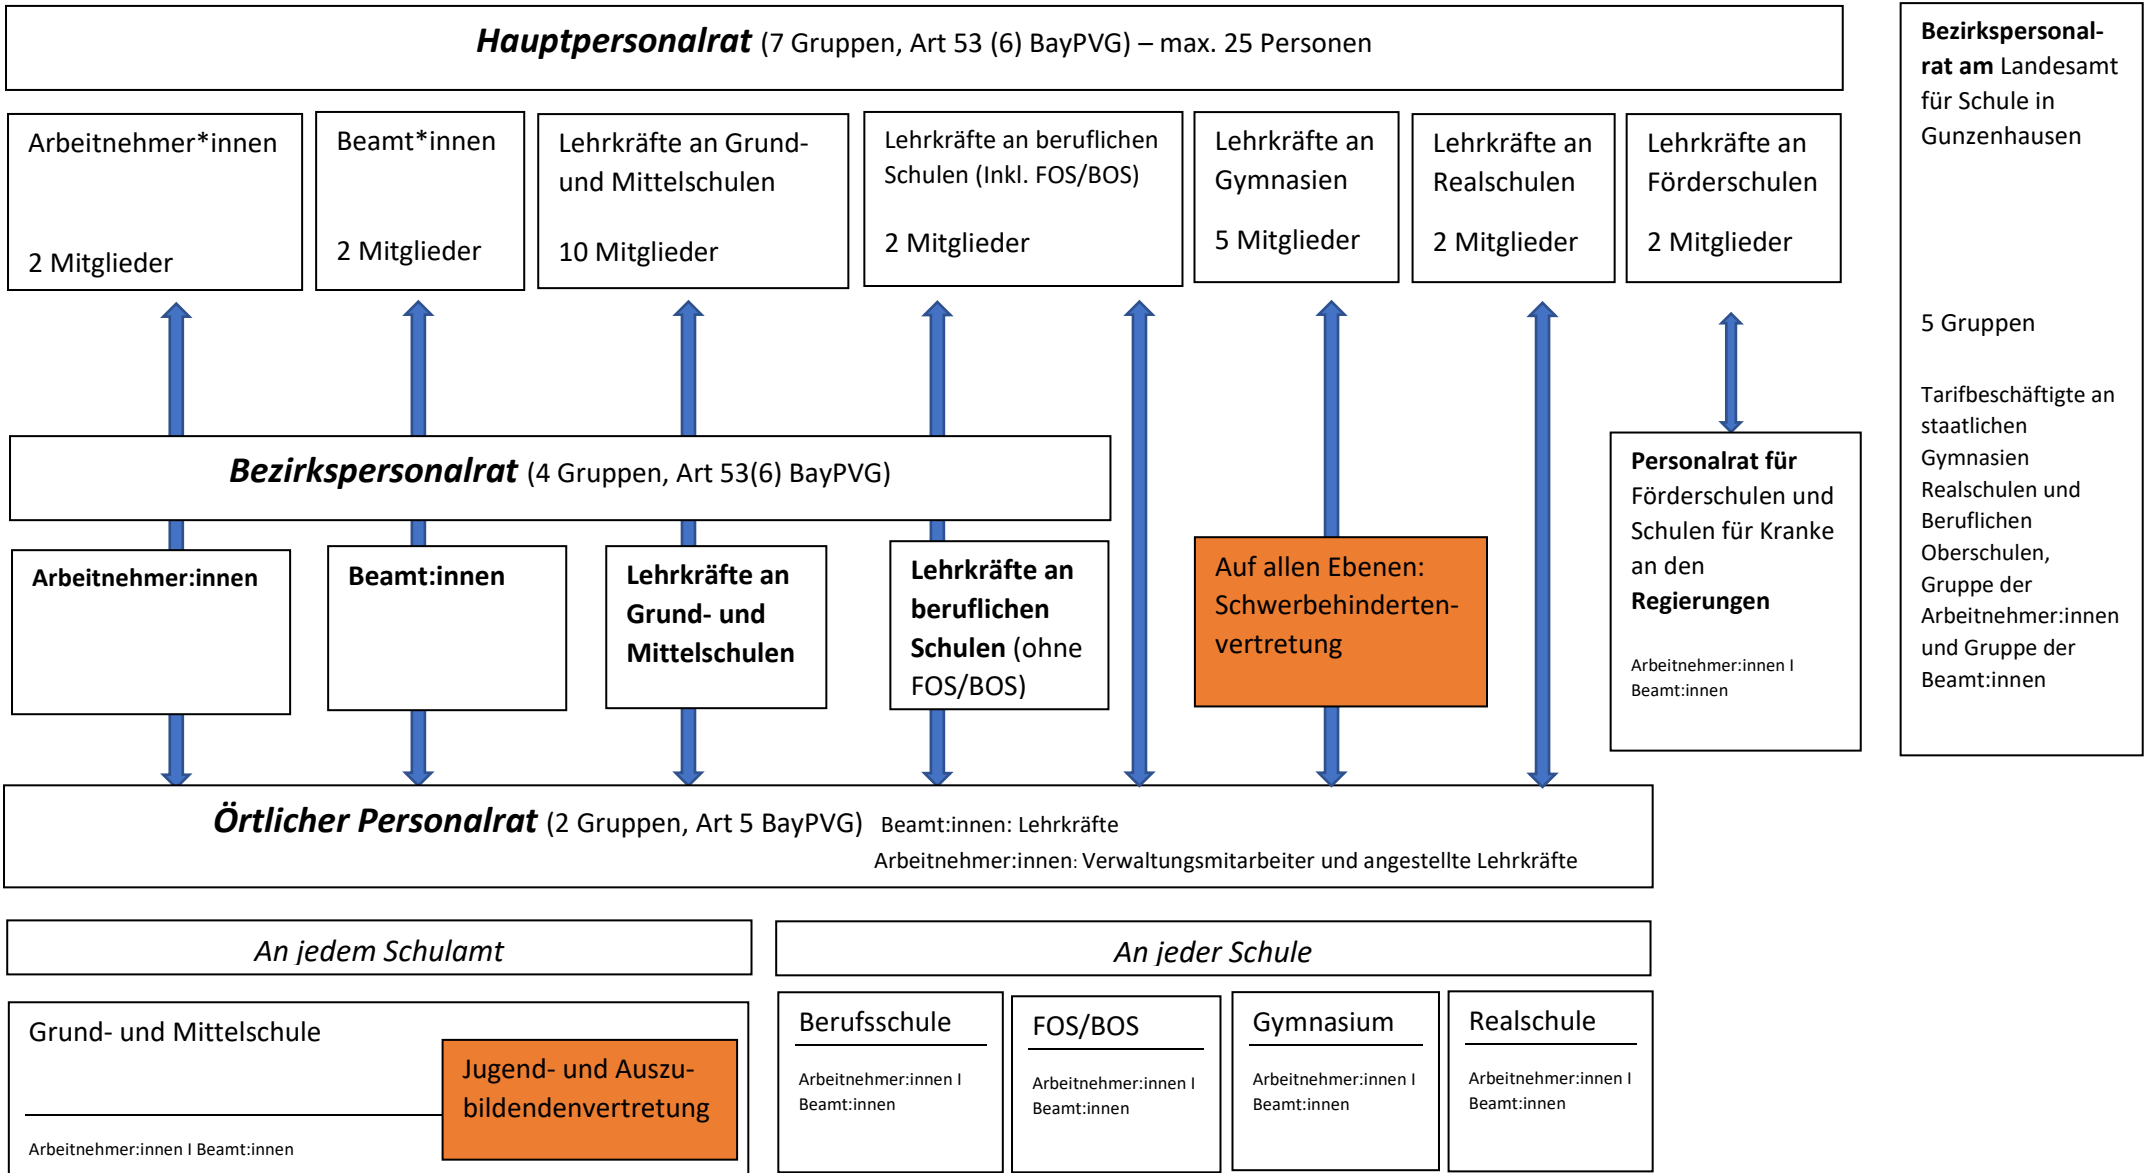 Hauptpersonalrat (7 Gruppen, Art 53 (6) BayPVG) – max. 25 Personen
Arbeitnehmer*innen
2 Mitglieder
Beamt*innen
2 Mitglieder
Lehrkräfte an Grund-
und Mittelschulen
10 Mitglieder
Lehrkräfte an beruflichen
Schulen (Inkl. FOS/BOS)
2 Mitglieder
Lehrkräfte an
Gymnasien
5 Mitglieder
Lehrkräfte an
Realschulen
2 Mitglieder
Lehrkräfte an
Förderschulen
2 Mitglieder
Bezirkspersonal-
rat am Landesamt
für Schule in
Gunzenhausen
5 Gruppen
Tarifbeschäftigte an
staatlichen
Gymnasien
Realschulen und
Beruflichen
Oberschulen,
Gruppe der
Arbeitnehmer:innen
und Gruppe der
Beamt:innen
Bezirkspersonalrat (4 Gruppen, Art 53(6) BayPVG)
Arbeitnehmer:innen
Beamt:innen
Lehrkräfte an
Grund- und
Mittelschulen
Lehrkräfte an
beruflichen
Schulen (ohne
FOS/BOS)
Auf allen Ebenen:
Schwerbehinderten-
vertretung
Personalrat für
Förderschulen und
Schulen für Kranke
an den
Regierungen
Arbeitnehmer:innen I
Beamt:innen
Örtlicher Personalrat (2 Gruppen, Art 5 BayPVG) Beamt:innen: Lehrkräfte
Arbeitnehmer:innen: Verwaltungsmitarbeiter und angestellte Lehrkräfte
An jedem Schulamt
An jeder Schule
Grund- und Mittelschule
Jugend- und Auszu-
bildendenvertretung
Arbeitnehmer:innen I Beamt:innen
Berufsschule
Arbeitnehmer:innen I
Beamt:innen
FOS/BOS
Arbeitnehmer:innen I
Beamt:innen
Gymnasium
Arbeitnehmer:innen I
Beamt:innen
Realschule
Arbeitnehmer:innen I
Beamt:innen